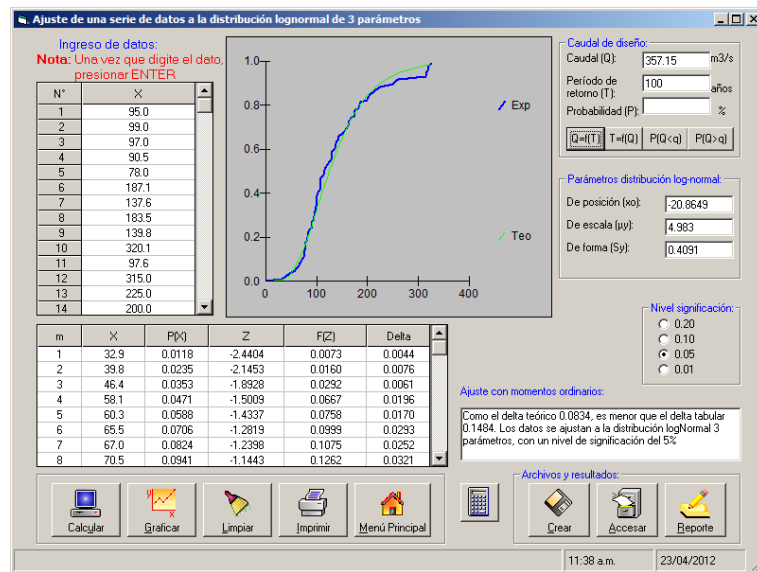 Ajuste de una serie de datos a la distribución lognormal de 3 parámetros
Ingreso de datos:
Nota: Una vez que digite el dato,
presionar ENTER
N° X
1 95.0
2 99.0
3 97.0
4 90.5
5 78.0
6 187.1
7 137.6
8 183.5
9 139.8
10 320.1
11 97.6
12 315.0
13 225.0
14 200.0
1.0
0.8
0.6
0.4
0.2
0.0
0 100 200 300 400
Exp
Teo
Caudal de diseño:
Caudal (Q): 357.15 m3/s
Período de
retorno (T): 100 años
Probabilidad (P): %
Q=f(T) T=f(Q) P(Q<q) P(Q>q)
Parámetros distribución log-normal:
De posición (xo): -20.8649
De escala (µy): 4.983
De forma (Sy): 0.4091
Nivel significación:
0.20
0.10
0.05
0.01
m X P(X) Z F(Z) Delta
1 32.9 0.0118 -2.4404 0.0073 0.0044
2 39.8 0.0235 -2.1453 0.0160 0.0076
3 46.4 0.0353 -1.8928 0.0292 0.0061
4 58.1 0.0471 -1.5009 0.0667 0.0196
5 60.3 0.0588 -1.4337 0.0758 0.0170
6 65.5 0.0706 -1.2819 0.0999 0.0293
7 67.0 0.0824 -1.2398 0.1075 0.0252
8 70.5 0.0941 -1.1443 0.1262 0.0321
Ajuste con momentos ordinarios:
Como el delta teórico 0.0834, es menor que el delta tabular
0.1484. Los datos se ajustan a la distribución logNormal 3
parámetros, con un nivel de significación del 5%
Calcular Graficar Limpiar Imprimir Menú Principal
Archivos y resultados:
Crear Accesar Reporte
11:38 a.m. 23/04/2012